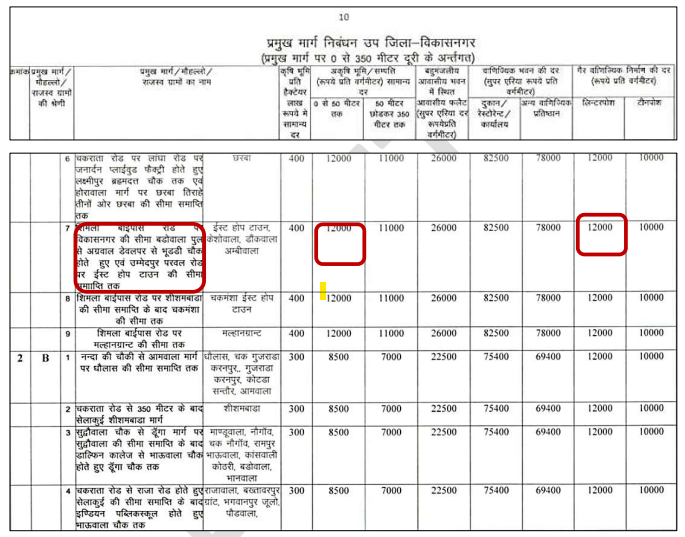 10
प्रमुख मार्ग निबंधन उप जिला–विकासनगर
(प्रमुख मार्ग पर 0 से 350 मीटर दूरी के अर्न्तगत)
क्रमांक प्रमुख मार्ग/ मौहल्लो/ राजस्व ग्रामों की श्रेणी
प्रमुख मार्ग/मौहल्लो/ राजस्व ग्रामों का नाम
कृषि भूमि प्रति हैक्टेयर लाख रूपये मे सामान्य दर
अकृषि भूमि/सम्पत्ति (रूपये प्रति वर्गमीटर) सामान्य दर
0 से 50 मीटर तक
50 मीटर छोडकर 350 मीटर तक
बहुमंजलीय आवासीय भवन में स्थित आवासीय फ्लैट (सुपर एरिया दर रूपयेप्रति वर्गमीटर)
वाणिज्यिक भवन की दर (सुपर एरिया रूपये प्रति वर्गमीटर)
दुकान/ रेस्टोरेन्ट/ कार्यालय
अन्य वाणिज्यिक प्रतिष्ठान
गैर वाणिज्यिक निर्माण की दर (रूपये प्रति वर्गमीटर)
लिन्टरपोश
टीनपोश
6 चकराता रोड पर लांघा रोड पर छरबा 400 12000 11000 26000 82500 78000 12000 10000
जनार्दन प्लाईवुड फैक्ट्री होते हुए
लक्ष्मीपुर ब्रहमदत्त चौक तक एवं
होरावाला मार्ग पर छरबा तिराहे
तीनों ओर छरबा की सीमा समाप्ति
तक
7 शिमला बाईपास रोड पर ईस्ट होप टाउन, 400 12000 11000 26000 82500 78000 12000 10000
विकासनगर की सीमा बडोवाला पुल केशोवाला, ढौकवाला
से अग्रवाल डेवलपर से भूडडी चौक अम्बीवाला
होते हुए एवं उम्मेदपुर परवल रोड
पर ईस्ट होप टाउन की सीमा
समााप्ति तक
8 शिमला बाईपास रोड पर शीशमबाडा चकमंशा ईस्ट होप 400 12000 11000 26000 82500 78000 12000 10000
की सीमा समाप्ति के बाद चकमंशा टाउन
की सीमा तक
9 शिमला बाईपास रोड पर मल्हानग्रान्ट 400 12000 11000 26000 82500 78000 12000 10000
मल्हानग्रान्ट की सीमा तक
2 B 1 नन्दा की चौकी से आमवाला मार्ग धौलास, चक गुजराडा 300 8500 7000 22500 75400 69400 12000 10000
पर धौलास की सीमा समाप्ति तक करनपुर,, गुजराडा
करनपुर, कोटडा
सन्तौर, आमवाला
2 चकराता रोड से 350 मीटर के बाद शीशमबाडा 300 8500 7000 22500 75400 69400 12000 10000
सेलाकुई शीशमबाडा मार्ग
3 सुद्दौवाला चौक से डूँगा मार्ग पर माण्डूवाला, नौगॉव, 300 8500 7000 22500 75400 69400 12000 10000
सुद्दौवाला की सीमा समाप्ति के बाद चक नौगॉव, रामपुर
डाल्फिन कालेज से भाऊवाला चौक भाऊवाला, कांसवाली
होते हुए डूँगा चौक तक कोठरी, बडोवाला,
भानवाला
4 चकराता रोड से राजा रोड होते हुए राजावाला, बख्तावरपुर 300 8500 7000 22500 75400 69400 12000 10000
सेलाकुई की सीमा समाप्ति के बाद ग्रांट, भगवानपुर जूलो,
इण्डियन पब्लिकस्कूल होते हुए पौडवाला,
भाऊवाला चौक तक